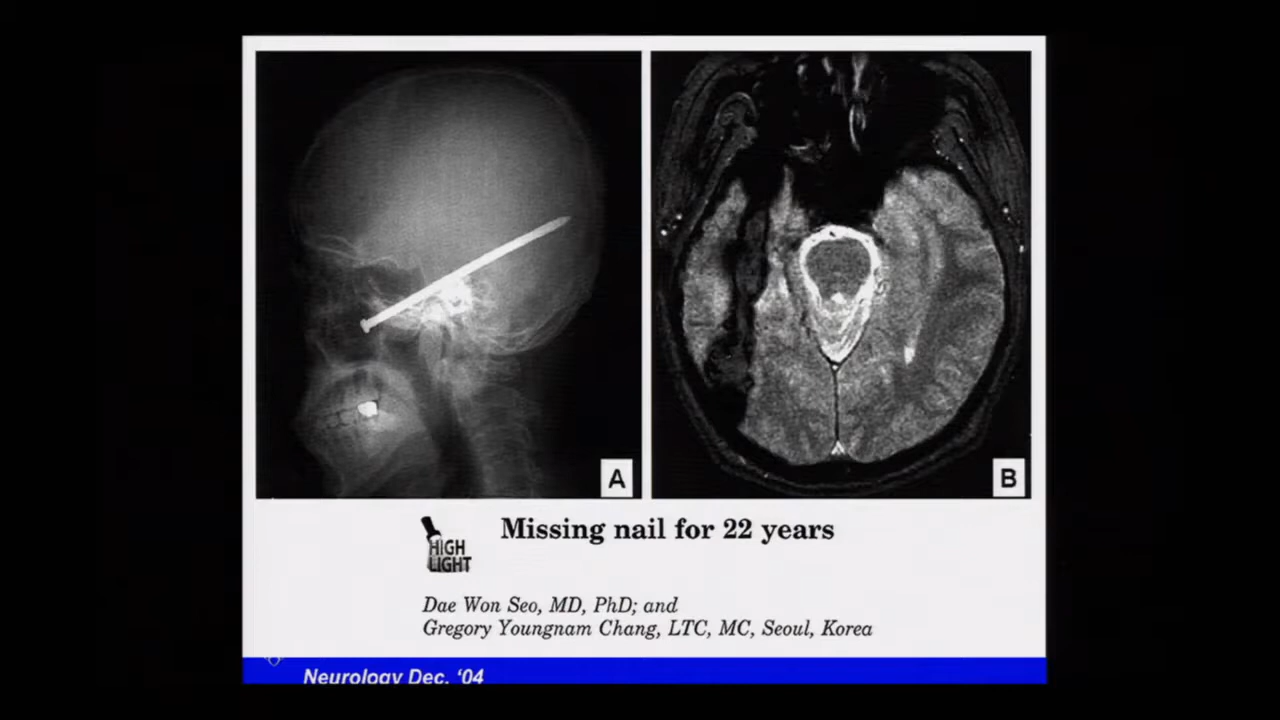 A
B
HIGH
LIGHT
Missing nail for 22 years
Dae Won Seo, MD, PhD; and
Gregory Youngnam Chang, LTC, MC, Seoul, Korea
Neurology Dec. ‘04